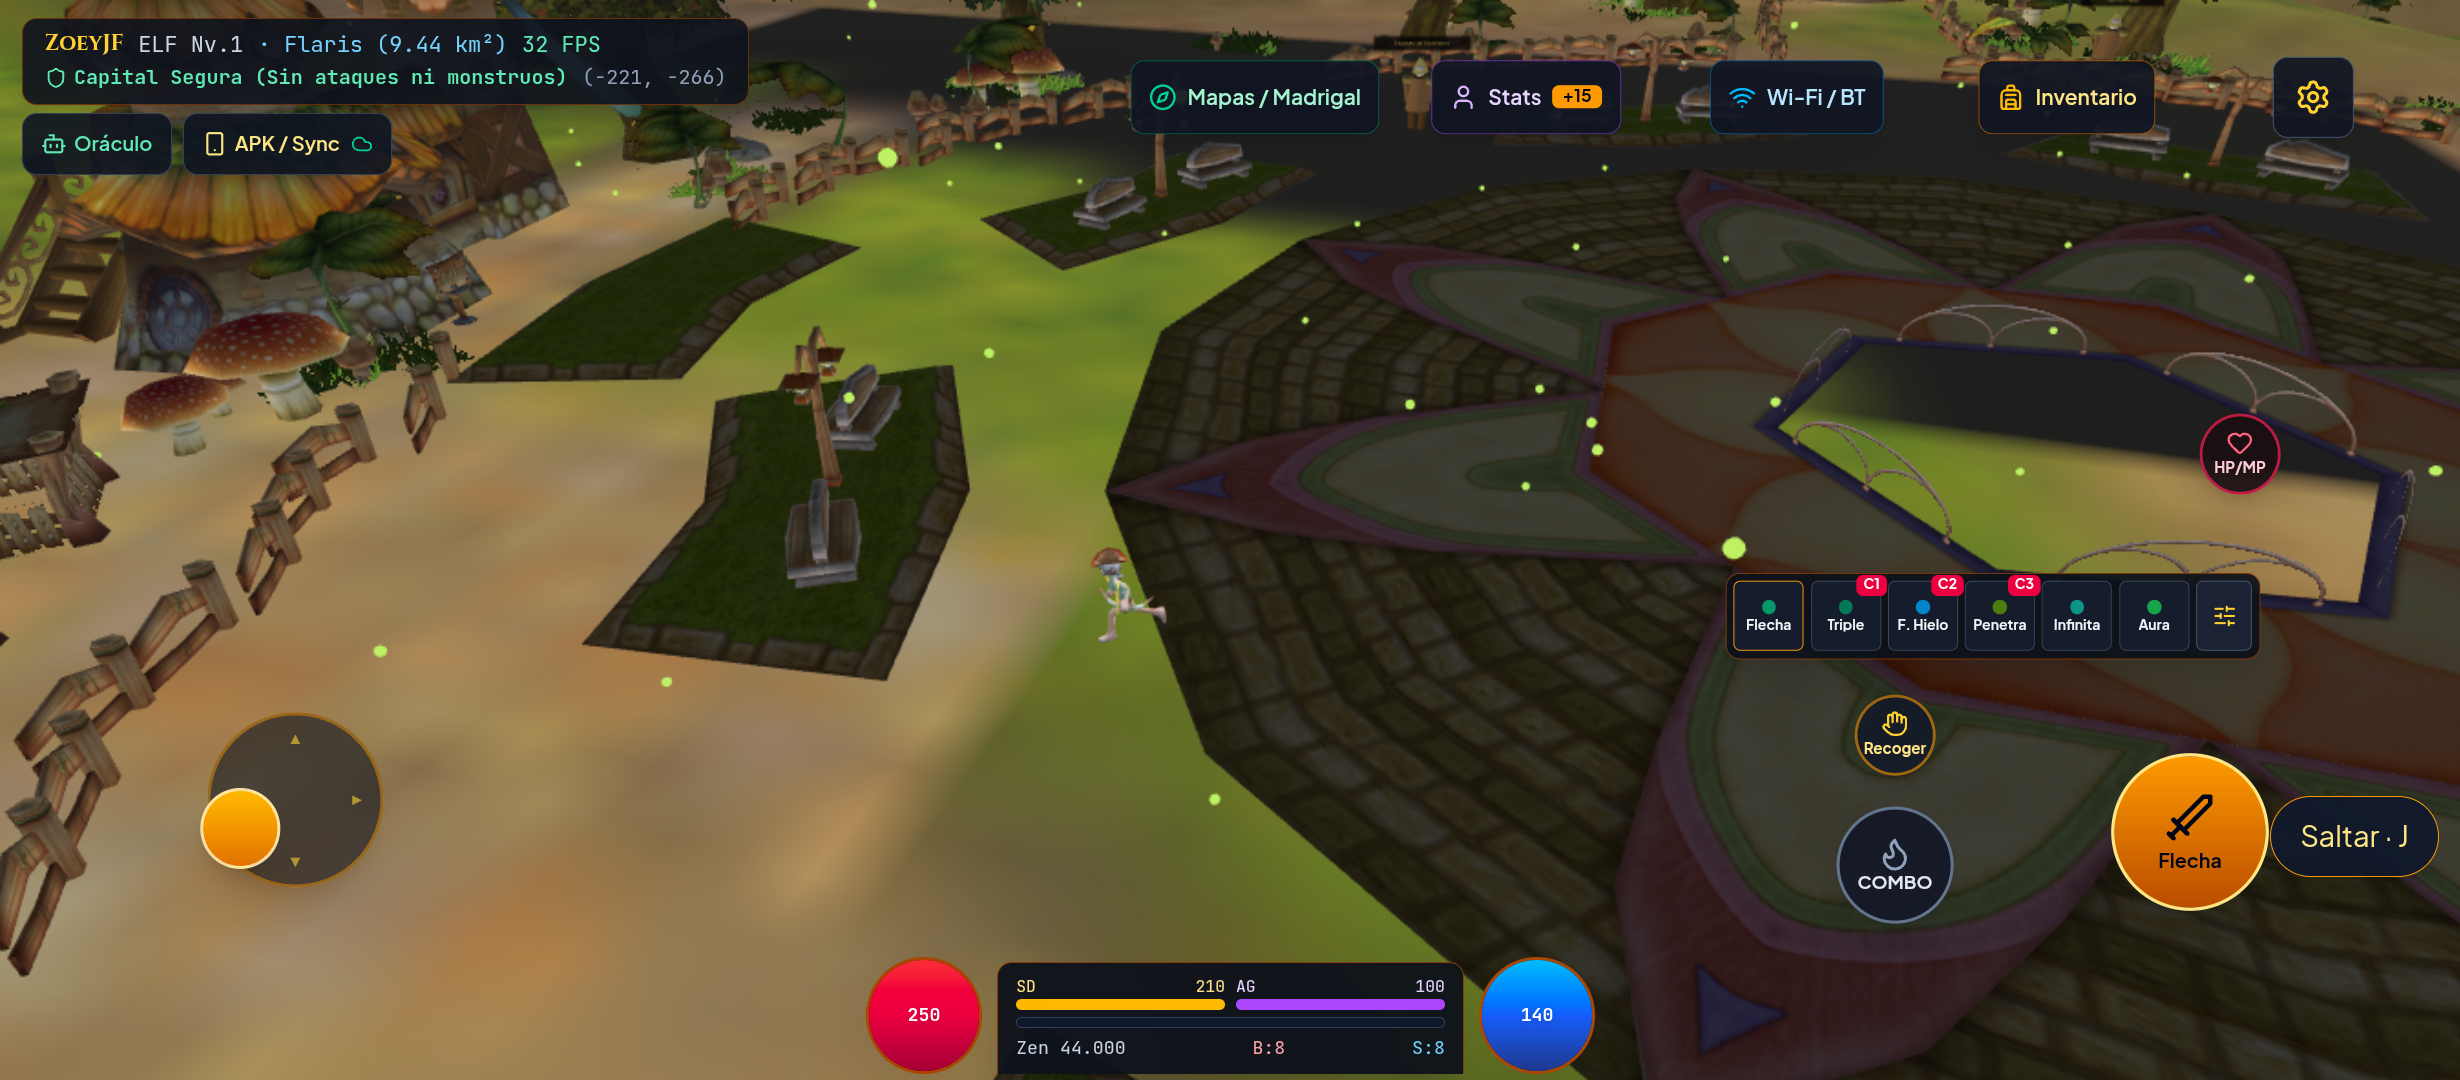 ZOEYJF ELF Nv.1 · Flaris (9.44 km²) 32 FPS
Capital Segura (Sin ataques ni monstruos) (-221, -266)
Oráculo
APK / Sync
Mapas / Madrigal
Stats +15
Wi-Fi / BT
Inventario
HP/MP
C1
C2
C3
Flecha
Triple
F. Hielo
Penetra
Infinita
Aura
Recoger
COMBO
Flecha
Saltar · J
250
SD 210 AG 100
140
Zen 44.000 B:8 S:8